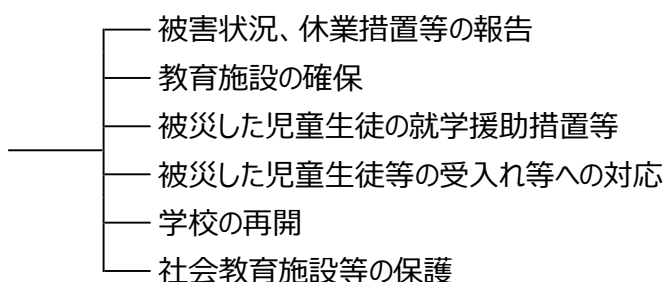 被害状況、休業措置等の報告
教育施設の確保
被災した児童生徒の就学援助措置等
被災した児童生徒等の受入れ等への対応
学校の再開
社会教育施設等の保護